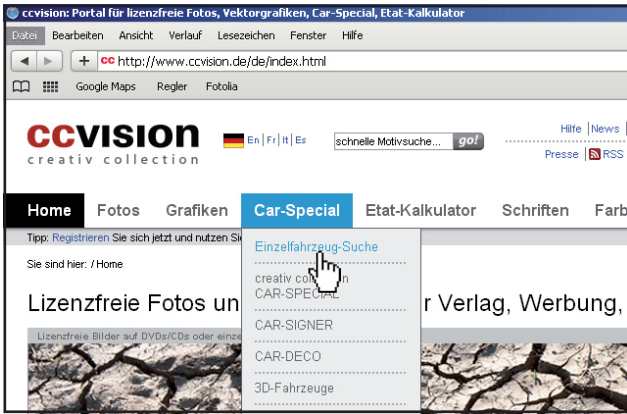 ccvision: Portal für lizenzfreie Fotos, Vektorgrafiken, Car-Special, Etat-Kalkulator
Datei Bearbeiten Ansicht Verlauf Lesezeichen Fenster Hilfe
cc http://www.ccvision.de/de/index.html
Google Maps Regler Fotolia
ccvision
creativ collection
En | Fr | It | Es
schnelle Motivsuche... go!
Hilfe | News |
Presse | RSS
Home Fotos Grafiken Car-Special Etat-Kalkulator Schriften Farb
Tipp: Registrieren Sie sich jetzt und nutzen Si
Sie sind hier: / Home
Lizenzfreie Fotos un
r Verlag, Werbung,
Lizenzfreie Bilder auf DVDs/CDs oder einze
Einzelfahrzeug-Suche
creativ
CAR-SPECIAL
CAR-SIGNER
CAR-DECO
3D-Fahrzeuge